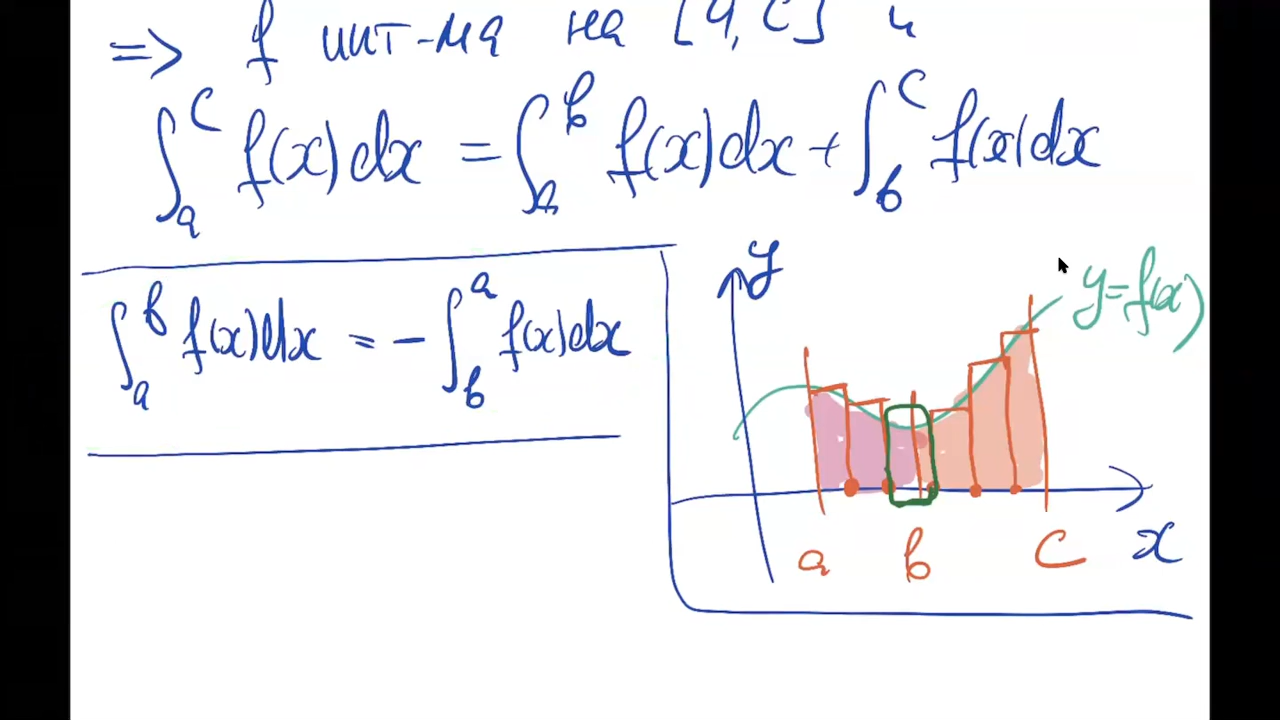 => f инт-ма на [a, c] и
∫_a^c f(x)dx = ∫_a^b f(x)dx + ∫_b^c f(x)dx
∫_a^b f(x)dx = - ∫_b^a f(x)dx
y
y=f(x)
a b c x